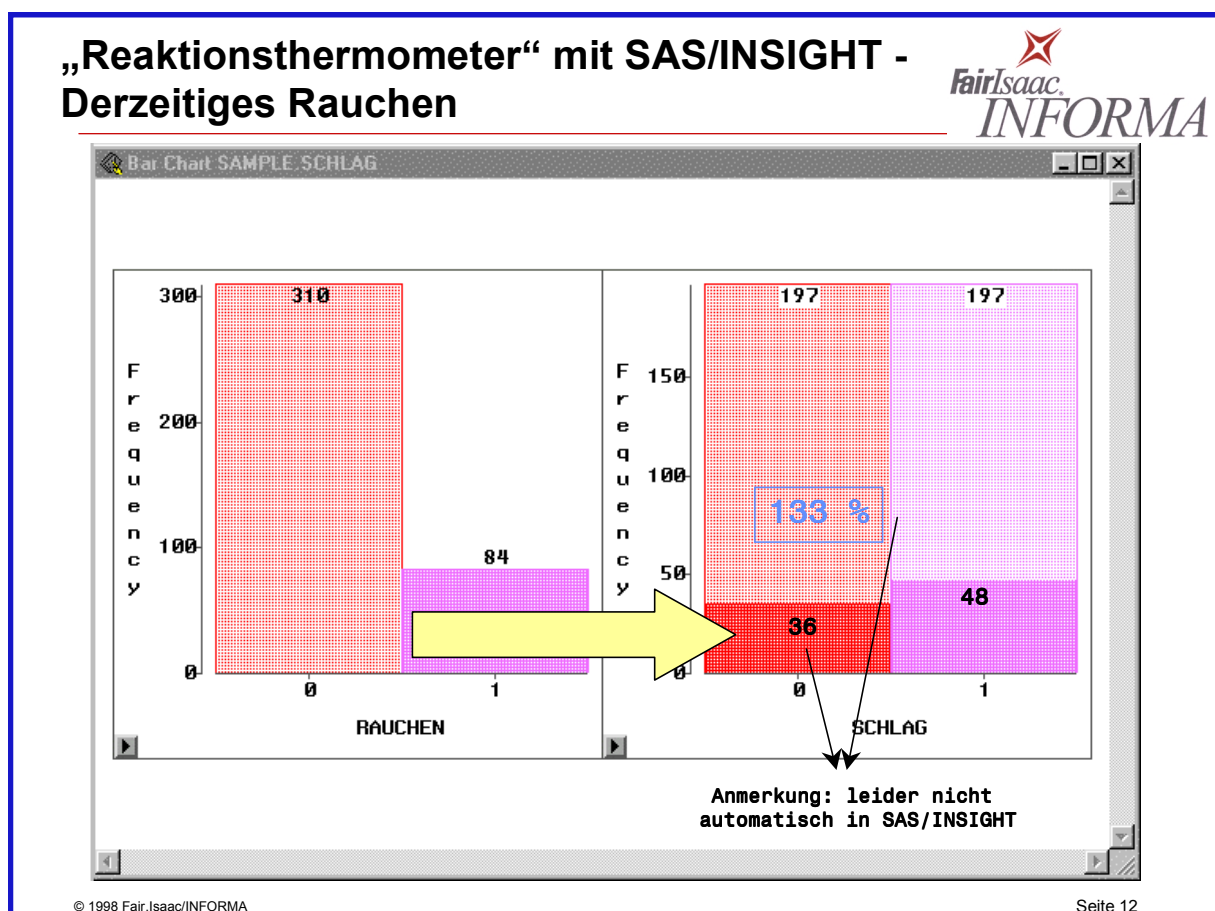 „Reaktionsthermometer“ mit SAS/INSIGHT -
Derzeitiges Rauchen
FairIsaac.
INFORMA
Bar Chart SAMPLE.SCHLAG
300
200
100
0
Frequency
310
84
0
1
RAUCHEN
150
100
50
0
Frequency
197
197
133 %
36
48
0
1
SCHLAG
Anmerkung: leider nicht
automatisch in SAS/INSIGHT
© 1998 Fair,Isaac/INFORMA
Seite 12